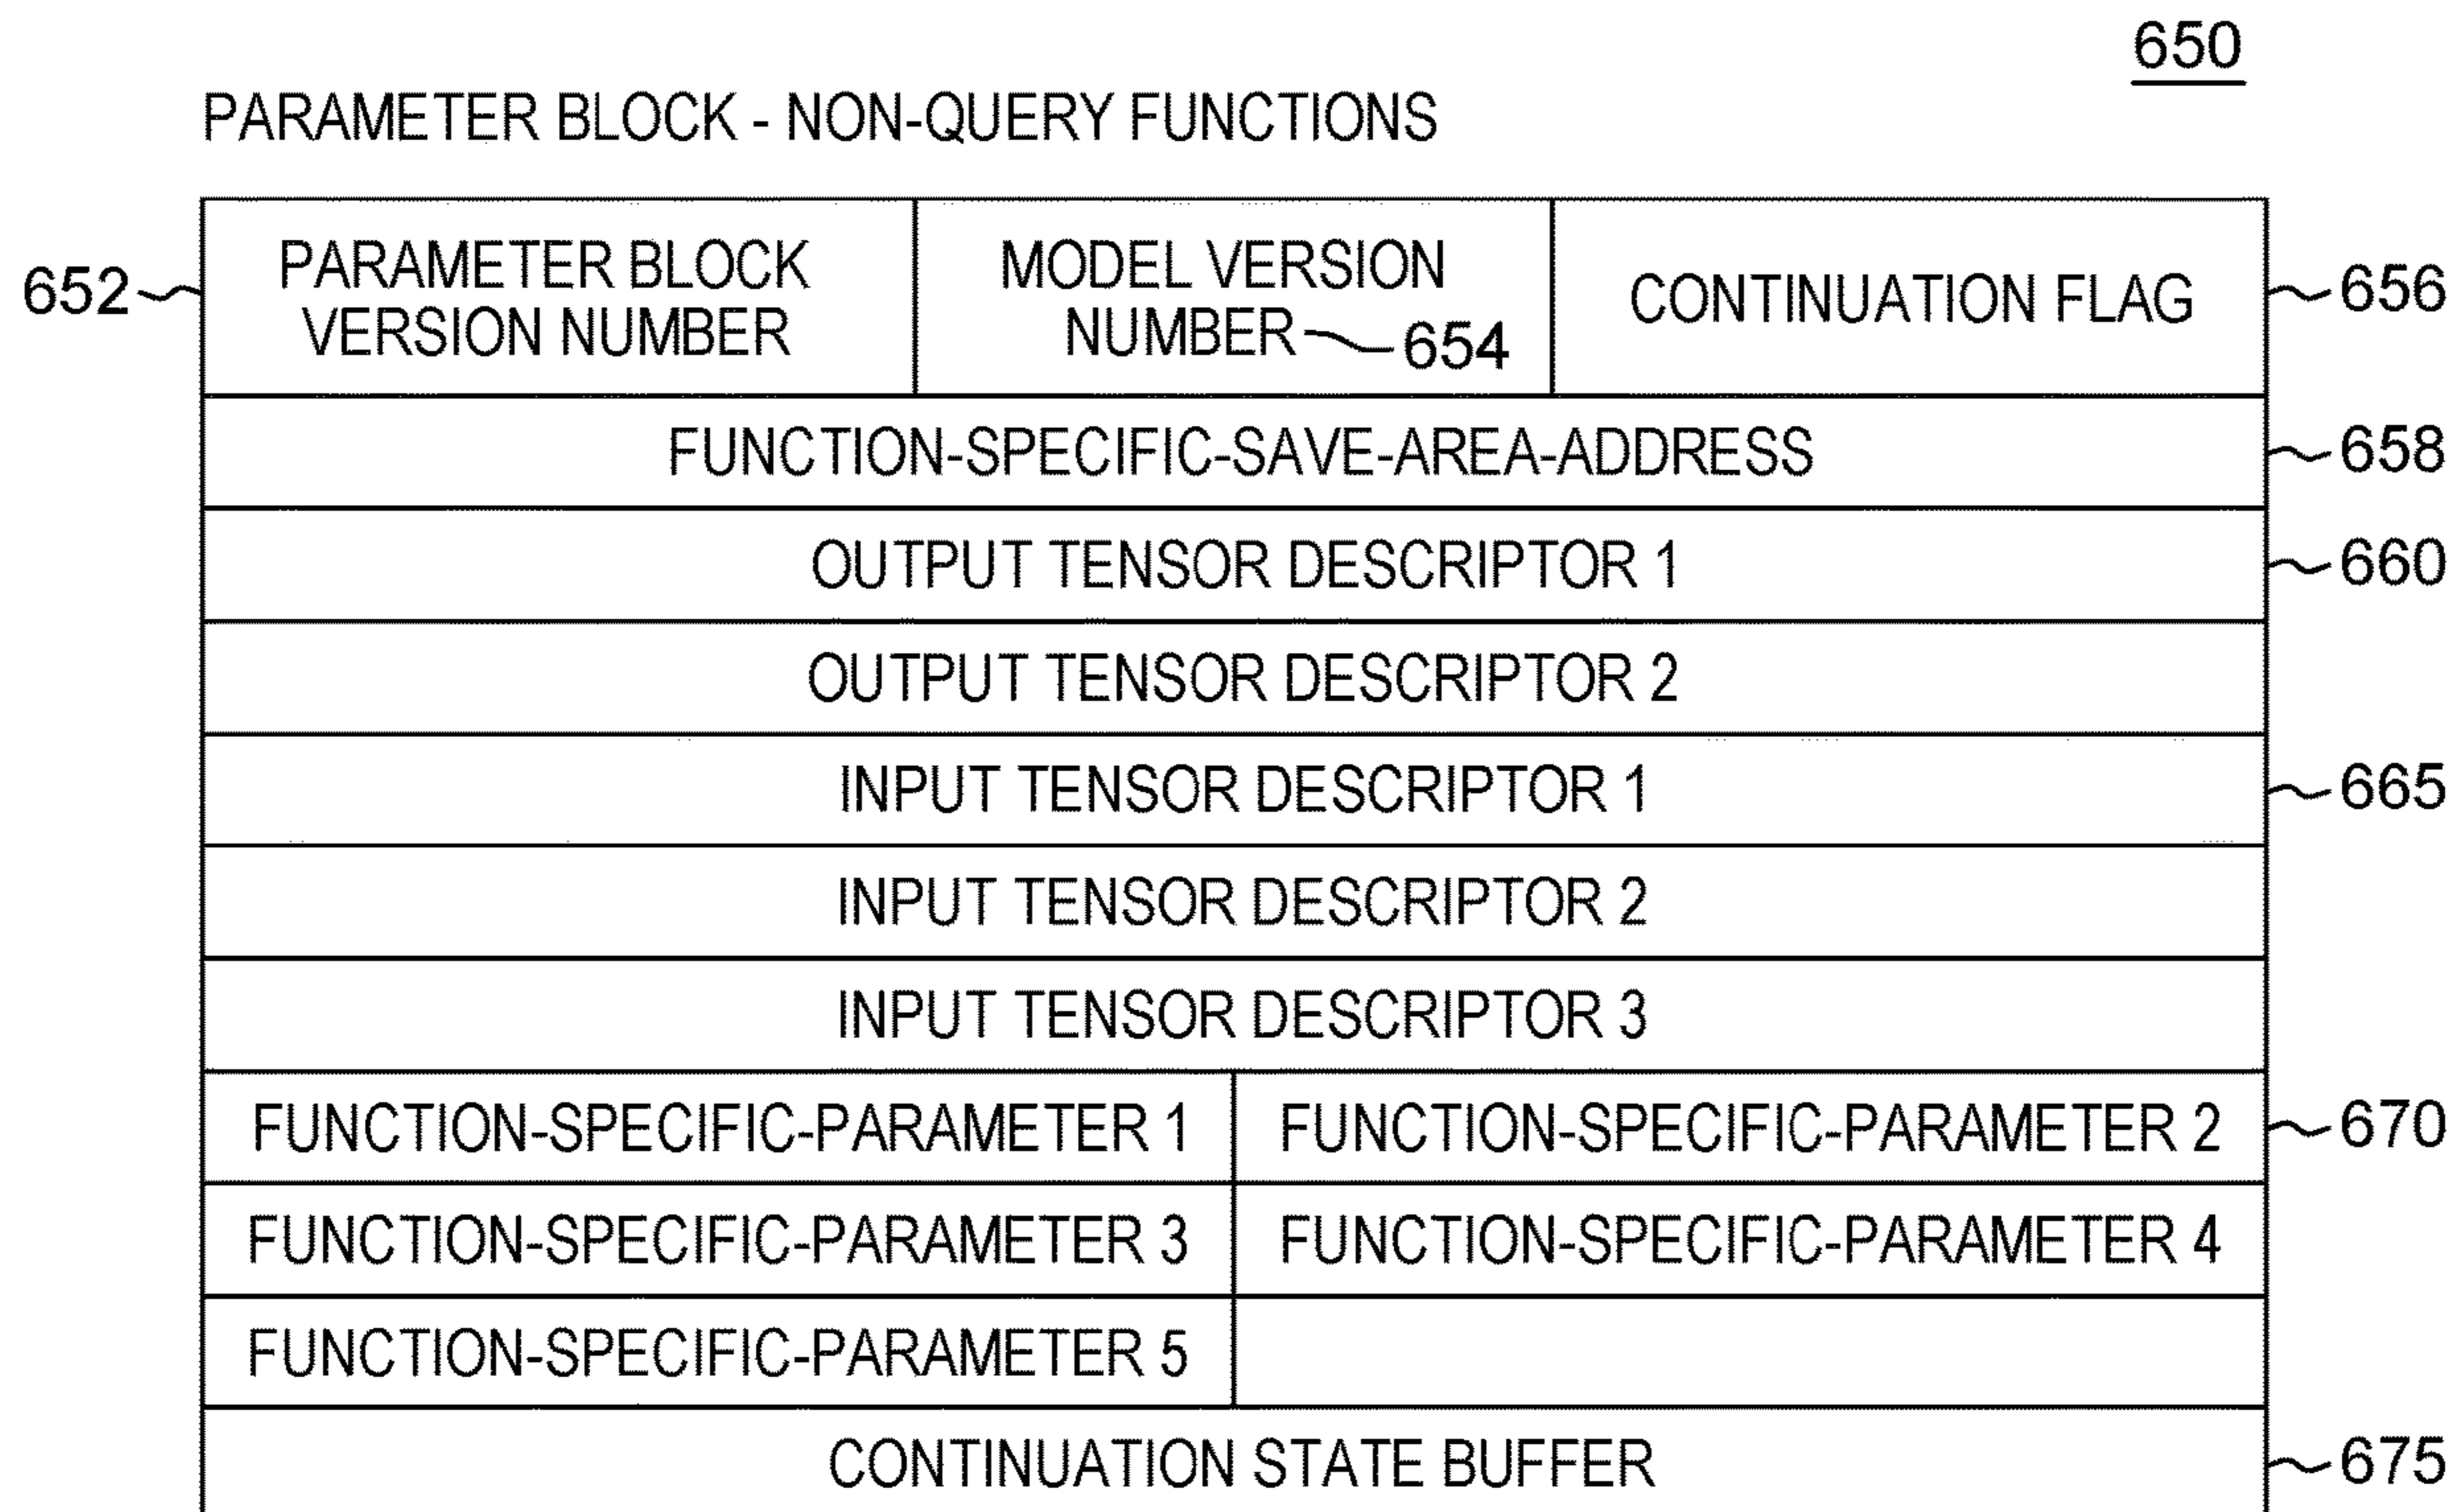 650
PARAMETER BLOCK - NON-QUERY FUNCTIONS
652
PARAMETER BLOCK
VERSION NUMBER
MODEL VERSION
NUMBER 654
CONTINUATION FLAG
656
FUNCTION-SPECIFIC-SAVE-AREA-ADDRESS
658
OUTPUT TENSOR DESCRIPTOR 1
660
OUTPUT TENSOR DESCRIPTOR 2
INPUT TENSOR DESCRIPTOR 1
665
INPUT TENSOR DESCRIPTOR 2
INPUT TENSOR DESCRIPTOR 3
FUNCTION-SPECIFIC-PARAMETER 1
FUNCTION-SPECIFIC-PARAMETER 2
670
FUNCTION-SPECIFIC-PARAMETER 3
FUNCTION-SPECIFIC-PARAMETER 4
FUNCTION-SPECIFIC-PARAMETER 5
CONTINUATION STATE BUFFER
675